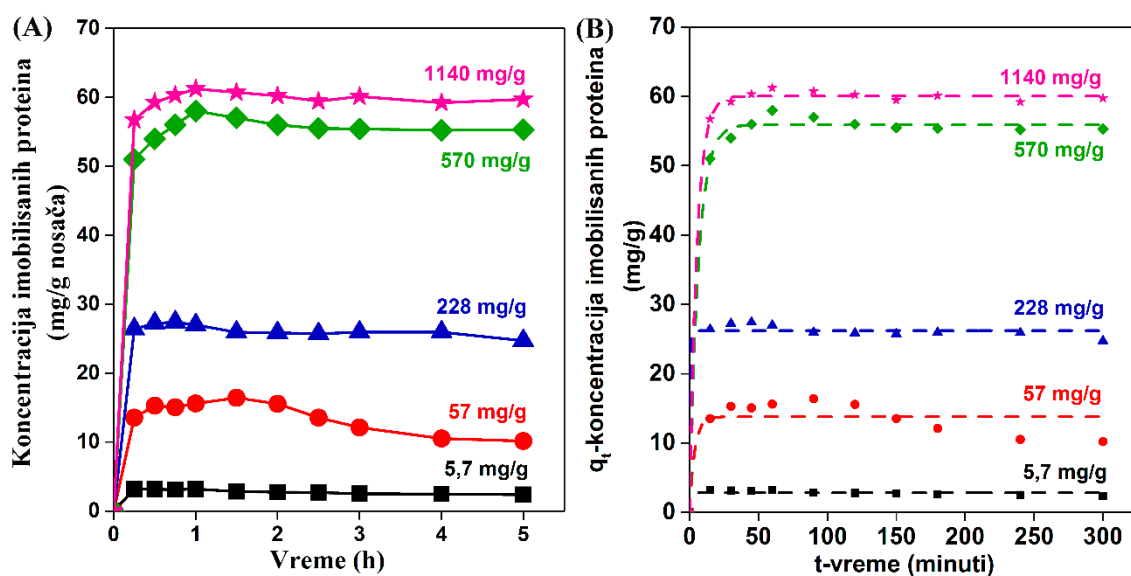 (A)
Koncentracija imobilisanih proteina
(mg/g nosača)
70
60
50
40
30
20
10
0
1140 mg/g
570 mg/g
228 mg/g
57 mg/g
5,7 mg/g
0 1 2 3 4 5
Vreme (h)
(B)
qt-koncentracija imobilisanih proteina
(mg/g)
70
60
50
40
30
20
10
0
1140 mg/g
570 mg/g
228 mg/g
57 mg/g
5,7 mg/g
0 50 100 150 200 250 300
t-vreme (minuti)